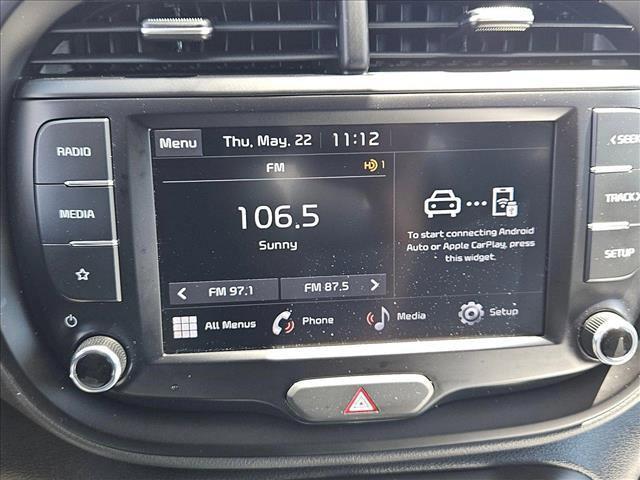 RADIO
MEDIA
Menu Thu, May. 22 11:12
FM HD 1
106.5
Sunny
FM 97.1 FM 87.5
To start connecting Android
Auto or Apple CarPlay, press
this widget.
All Menus Phone Media Setup
< SEEK
TRACK >
SETUP